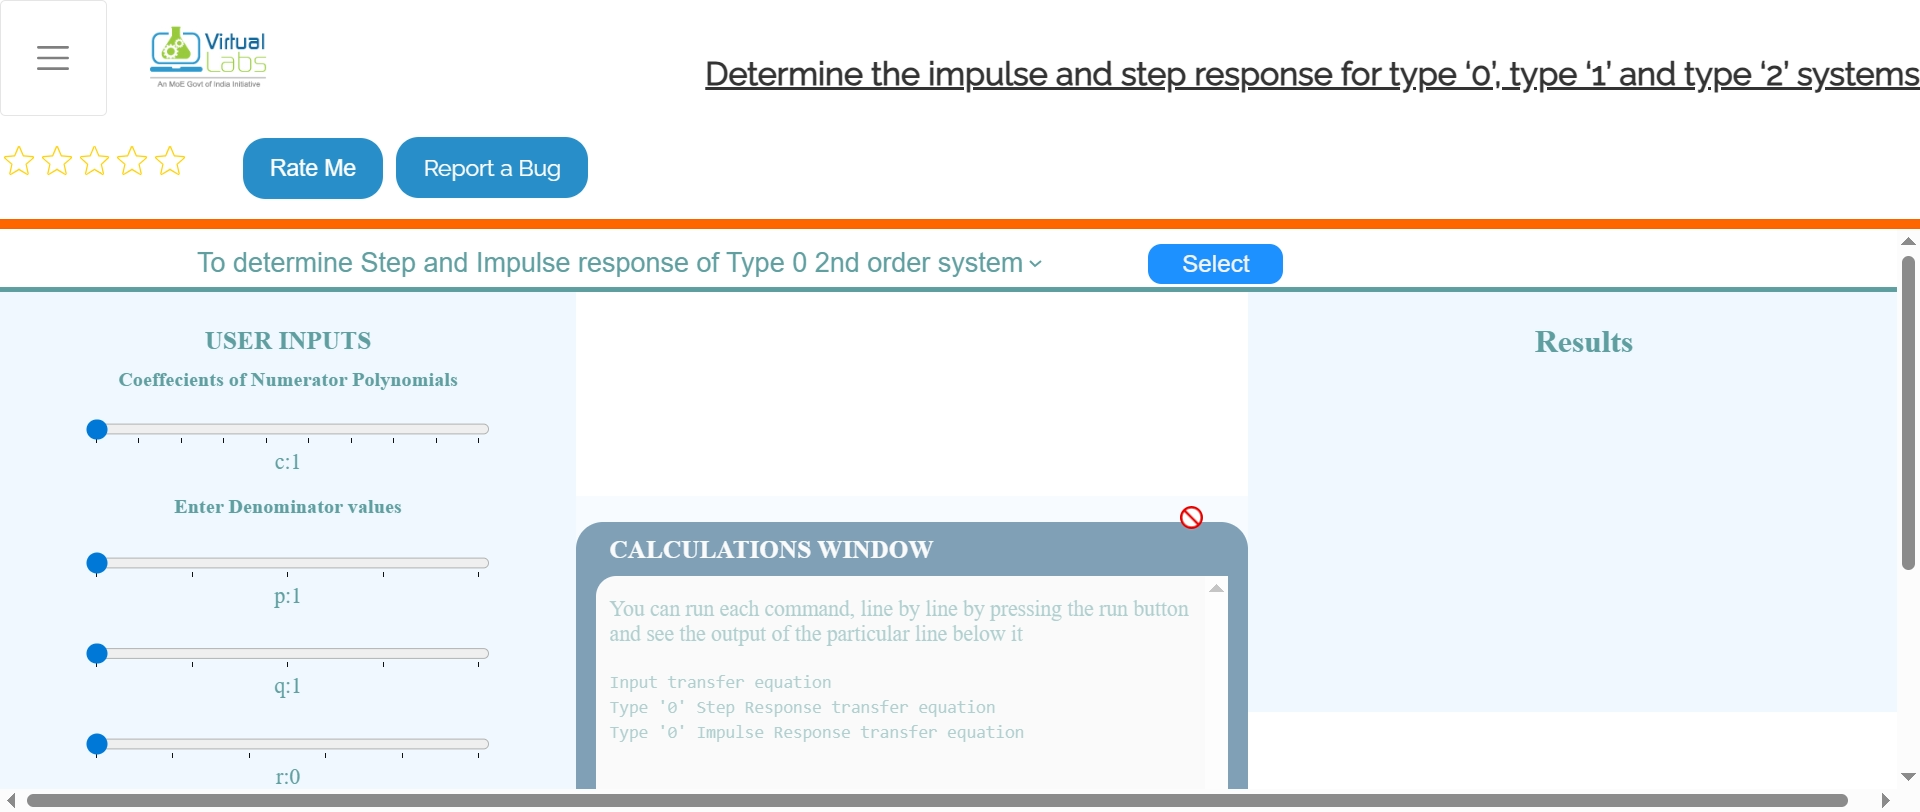 Virtual
Labs
An MoE Govt of India Initiative
Determine the impulse and step response for type ‘0’, type ‘1’ and type ‘2’ systems
Rate Me
Report a Bug
To determine Step and Impulse response of Type 0 2nd order system
Select
USER INPUTS
Coeffecients of Numerator Polynomials
c:1
Enter Denominator values
p:1
q:1
r:0
CALCULATIONS WINDOW
You can run each command, line by line by pressing the run button
and see the output of the particular line below it
Input transfer equation
Type '0' Step Response transfer equation
Type '0' Impulse Response transfer equation
Results